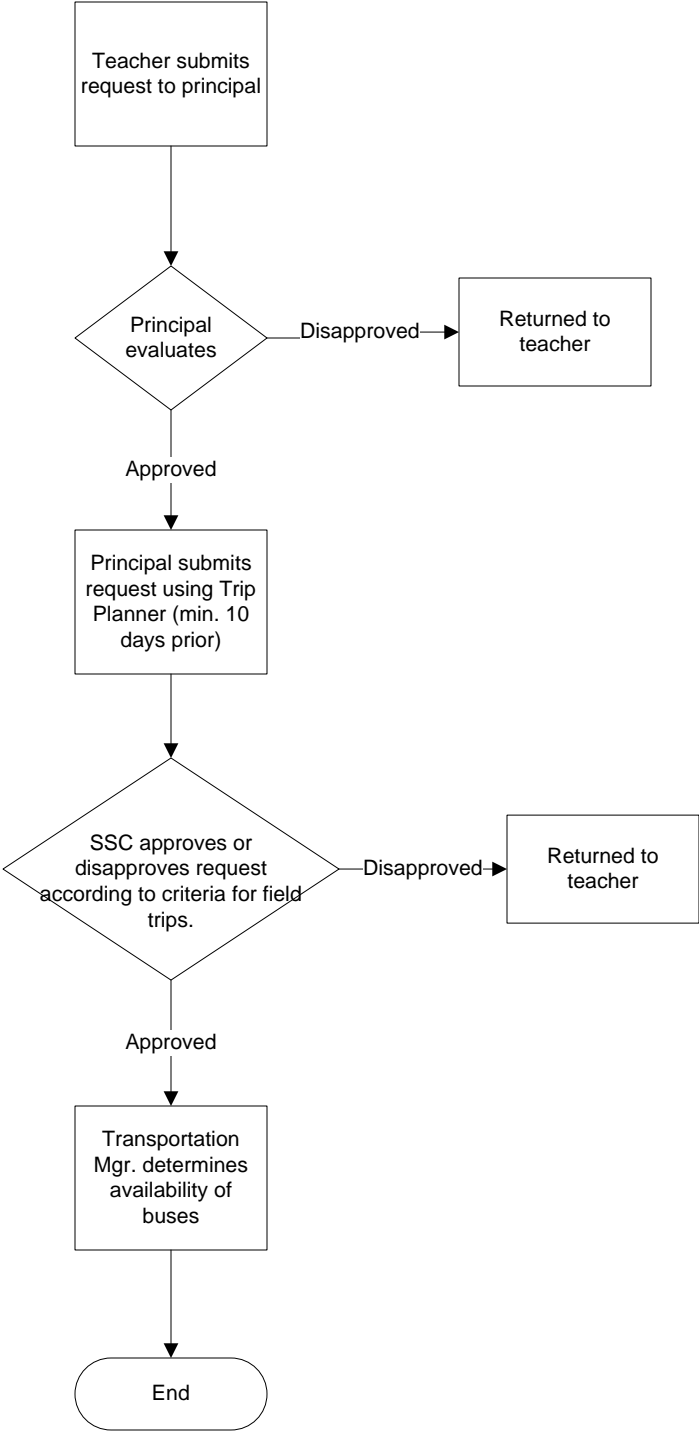 Teacher submits
request to principal
Principal
evaluates
Disapproved
Returned to
teacher
Approved
Principal submits
request using Trip
Planner (min. 10
days prior)
SSC approves or
disapproves request
according to criteria for field
trips.
Disapproved
Returned to
teacher
Approved
Transportation
Mgr. determines
availability of
buses
End